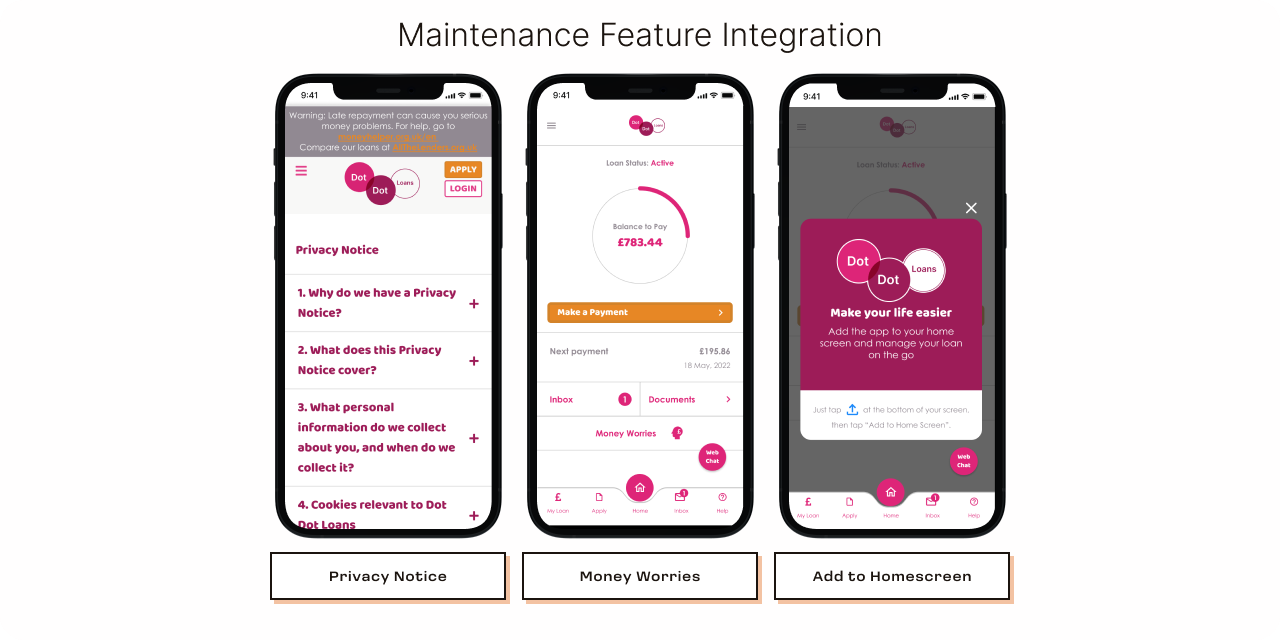 Maintenance Feature Integration
9:41
Warning: Late repayment can cause you serious
money problems. For help, go to
Compare our loans at
Dot
Dot
Loans
APPLY
LOGIN
Privacy Notice
1. Why do we have a Privacy
Notice?
2. What does this Privacy
Notice cover?
3. What personal
information do we collect
about you, and when do we
collect it?
4. Cookies relevant to Dot
Dot Loans
Privacy Notice
9:41
Dot
Dot
Loans
Loan Status: Active
Balance to Pay
£783.44
Make a Payment
Next payment £195.86
18 May, 2022
Inbox 1 Documents
Money Worries
Web
Chat
1
My Loan Apply Home Inbox Help
Money Worries
9:41
Dot
Dot
Loans
Loan Status: Active
Dot
Dot
Loans
Make your life easier
Add the app to your home
screen and manage your loan
on the go
Just tap at the bottom of your screen,
then tap “Add to Home Screen”.
Web
Chat
1
My Loan Apply Home Inbox Help
Add to Homescreen